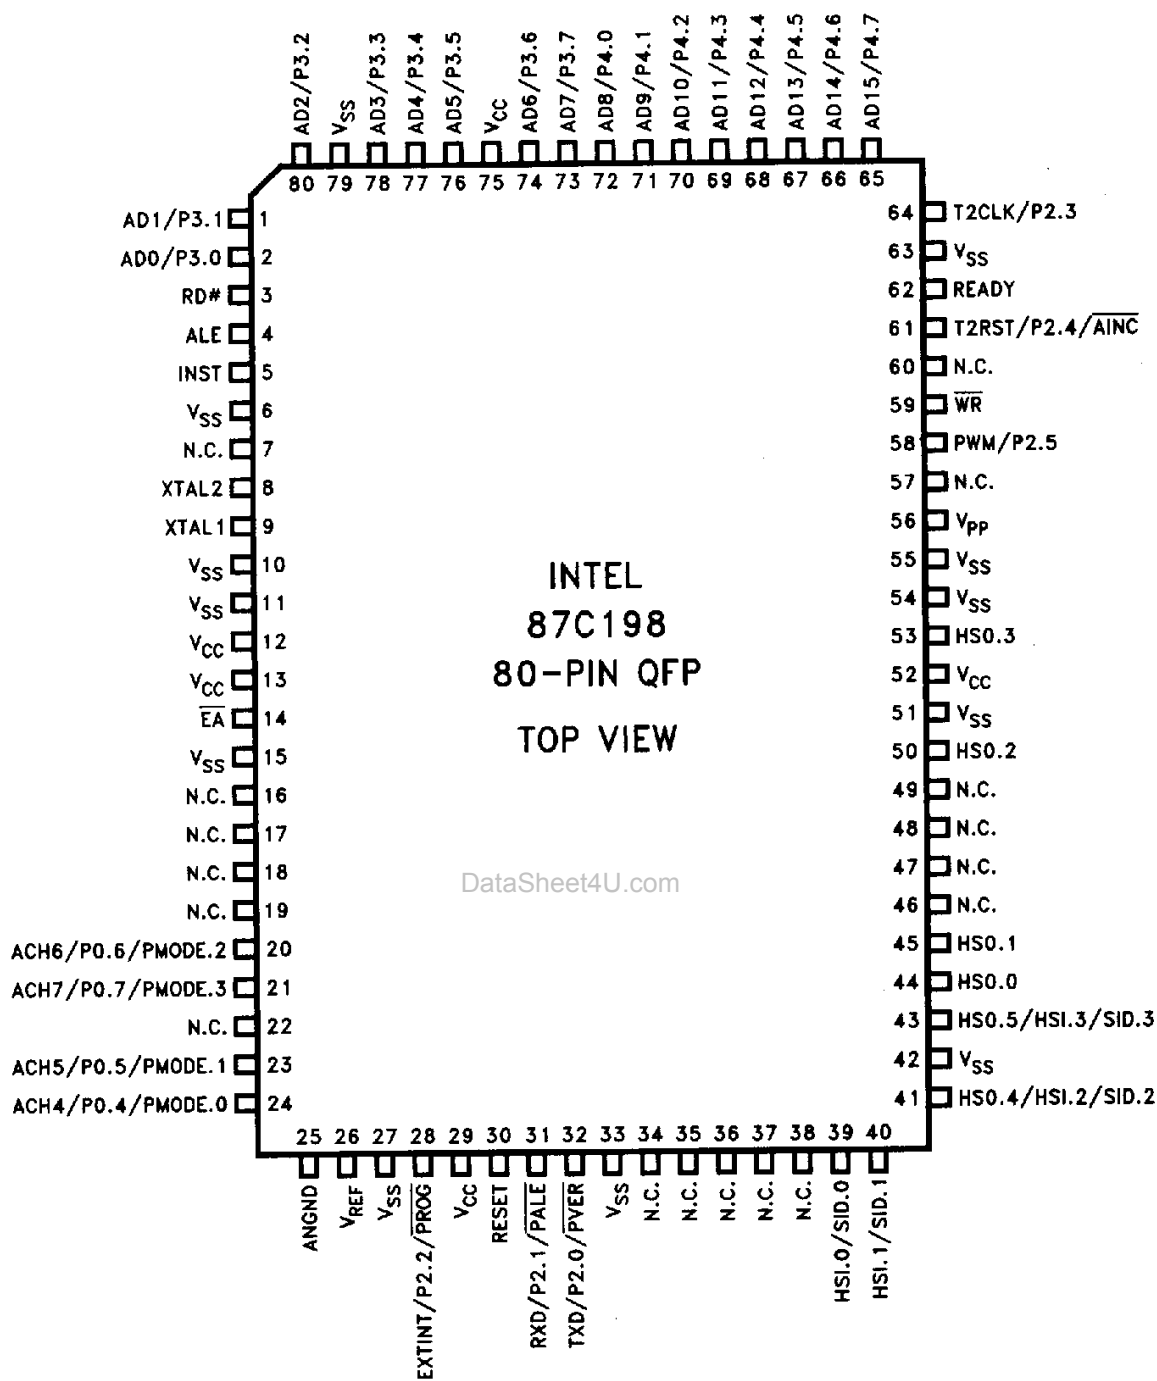 AD2/P3.2
VSS
AD3/P3.3
AD4/P3.4
AD5/P3.5
VCC
AD6/P3.6
AD7/P3.7
AD8/P4.0
AD9/P4.1
AD10/P4.2
AD11/P4.3
AD12/P4.4
AD13/P4.5
AD14/P4.6
AD15/P4.7
80 79 78 77 76 75 74 73 72 71 70 69 68 67 66 65
AD1/P3.1 1
AD0/P3.0 2
RD# 3
ALE 4
INST 5
VSS 6
N.C. 7
XTAL2 8
XTAL1 9
VSS 10
VSS 11
VCC 12
VCC 13
EA 14
VSS 15
N.C. 16
N.C. 17
N.C. 18
N.C. 19
ACH6/P0.6/PMODE.2 20
ACH7/P0.7/PMODE.3 21
N.C. 22
ACH5/P0.5/PMODE.1 23
ACH4/P0.4/PMODE.0 24
INTEL
87C198
80-PIN QFP
TOP VIEW
DataSheet4U.com
64 T2CLK/P2.3
63 VSS
62 READY
61 T2RST/P2.4/AINC
60 N.C.
59 WR
58 PWM/P2.5
57 N.C.
56 VPP
55 VSS
54 VSS
53 HS0.3
52 VCC
51 VSS
50 HS0.2
49 N.C.
48 N.C.
47 N.C.
46 N.C.
45 HS0.1
44 HS0.0
43 HS0.5/HSI.3/SID.3
42 VSS
41 HS0.4/HSI.2/SID.2
25 26 27 28 29 30 31 32 33 34 35 36 37 38 39 40
ANGND
VREF
VSS
EXTINT/P2.2/PROG
VCC
RESET
RXD/P2.1/PALE
TXD/P2.0/PVER
VSS
N.C.
N.C.
N.C.
N.C.
N.C.
HSI.0/SID.0
HSI.1/SID.1